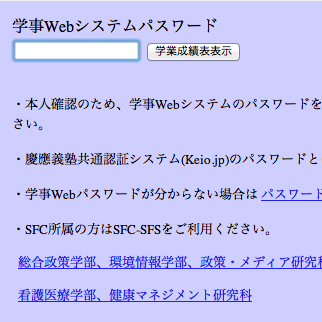 学事Webシステムパスワード
学業成績表表示
・本人確認のため、学事Webシステムのパスワードを
さい。
・慶應義塾共通認証システム(Keio.jp)のパスワードと
・学事Webパスワードが分からない場合は パスワード
・SFC所属の方はSFC-SFSをご利用ください。
総合政策学部、環境情報学部、政策・メディア研究科
看護医療学部、健康マネジメント研究科